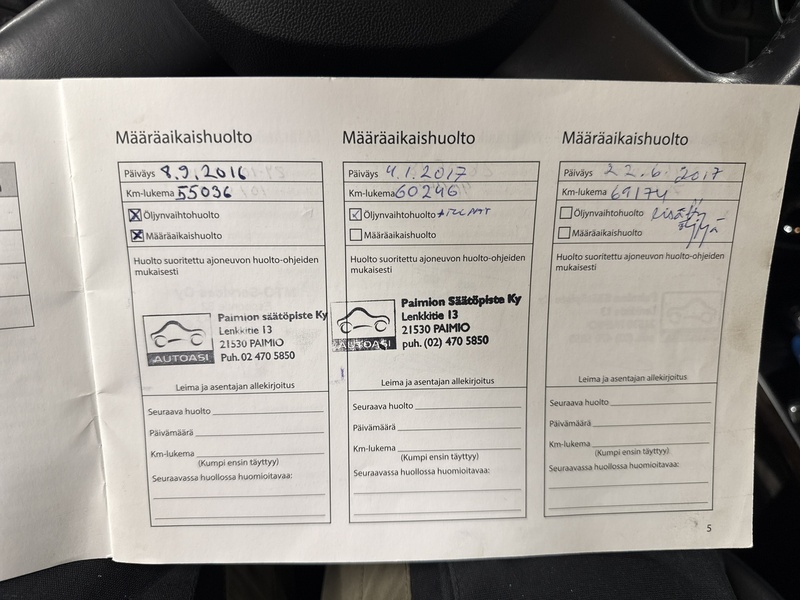 Määräaikaishuolto
Päiväys 8.9.2016
Km-lukema 55036
☒ Öljynvaihtohuolto
☒ Määräaikaishuolto
Huolto suoritettu ajoneuvon huolto-ohjeiden
mukaisesti
AUTOASI
Paimion säätöpiste Ky
Lenkkitie 13
21530 PAIMIO
Puh. 02 470 5850
Leima ja asentajan allekirjoitus
Seuraava huolto
Päivämäärä
Km-lukema
(Kumpi ensin täyttyy)
Seuraavassa huollossa huomioitavaa:
Määräaikaishuolto
Päiväys 4.1.2017
Km-lukema 60246
☑ Öljynvaihtohuolto
☐ Määräaikaishuolto
Huolto suoritettu ajoneuvon huolto-ohjeiden
mukaisesti
AUTOASI
Paimion Säätöpiste Ky
Lenkkitie 13
21530 PAIMIO
puh. (02) 470 5850
Leima ja asentajan allekirjoitus
Seuraava huolto
Päivämäärä
Km-lukema
(Kumpi ensin täyttyy)
Seuraavassa huollossa huomioitavaa:
Määräaikaishuolto
Päiväys 22.6.2017
Km-lukema 69174
☐ Öljynvaihtohuolto lisätty
☐ Määräaikaishuolto öljyä
Huolto suoritettu ajoneuvon huolto-ohjeiden
mukaisesti
Leima ja asentajan allekirjoitus
Seuraava huolto
Päivämäärä
Km-lukema
(Kumpi ensin täyttyy)
Seuraavassa huollossa huomioitavaa:
5